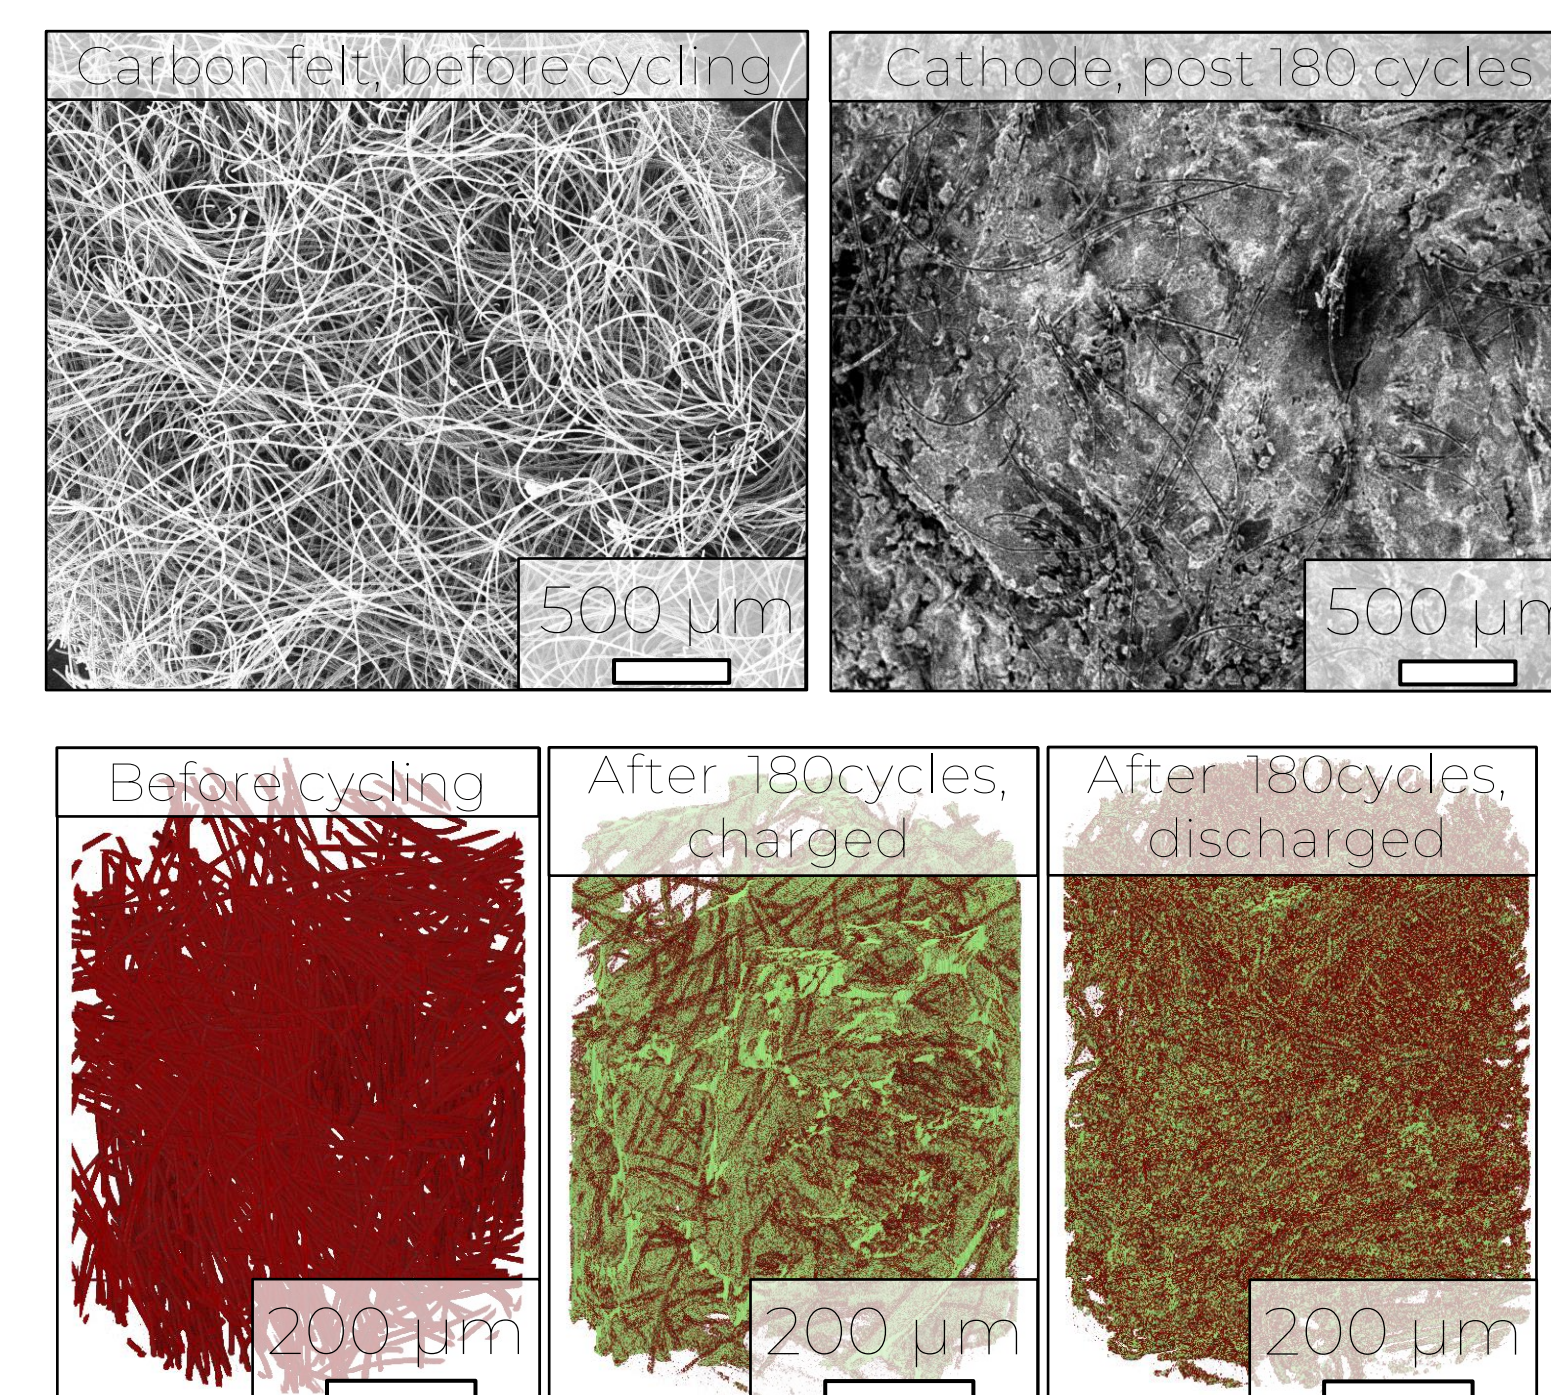 Carbon felt, before cycling
Cathode, post 180 cycles
500 µm
500 µm
Before cycling
After 180cycles,
charged
After 180cycles,
discharged
200 µm
200 µm
200 µm